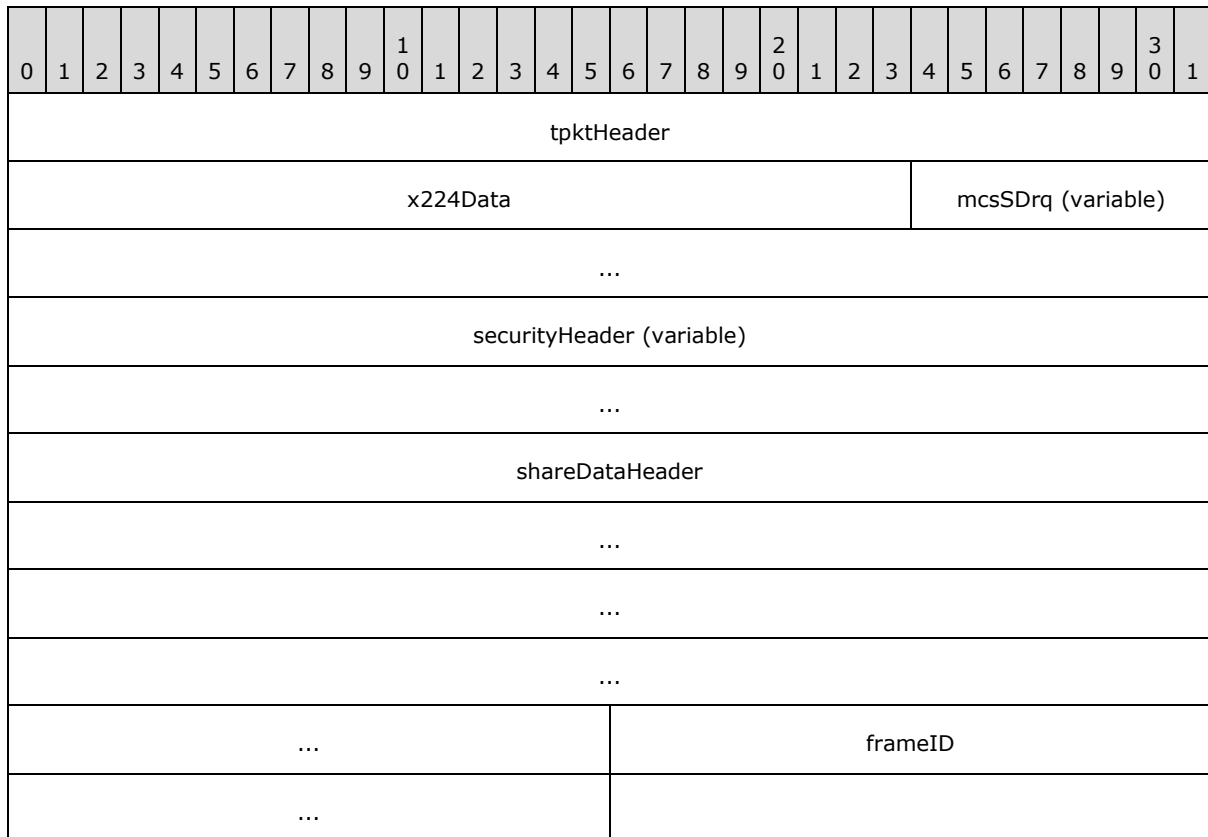 0 1 2 3 4 5 6 7 8 9 1 0 1 2 3 4 5 6 7 8 9 2 0 1 2 3 4 5 6 7 8 9 3 0 1
tpktHeader
x224Data mcsSDrq (variable)
...
securityHeader (variable)
...
shareDataHeader
...
...
...
... frameID
...